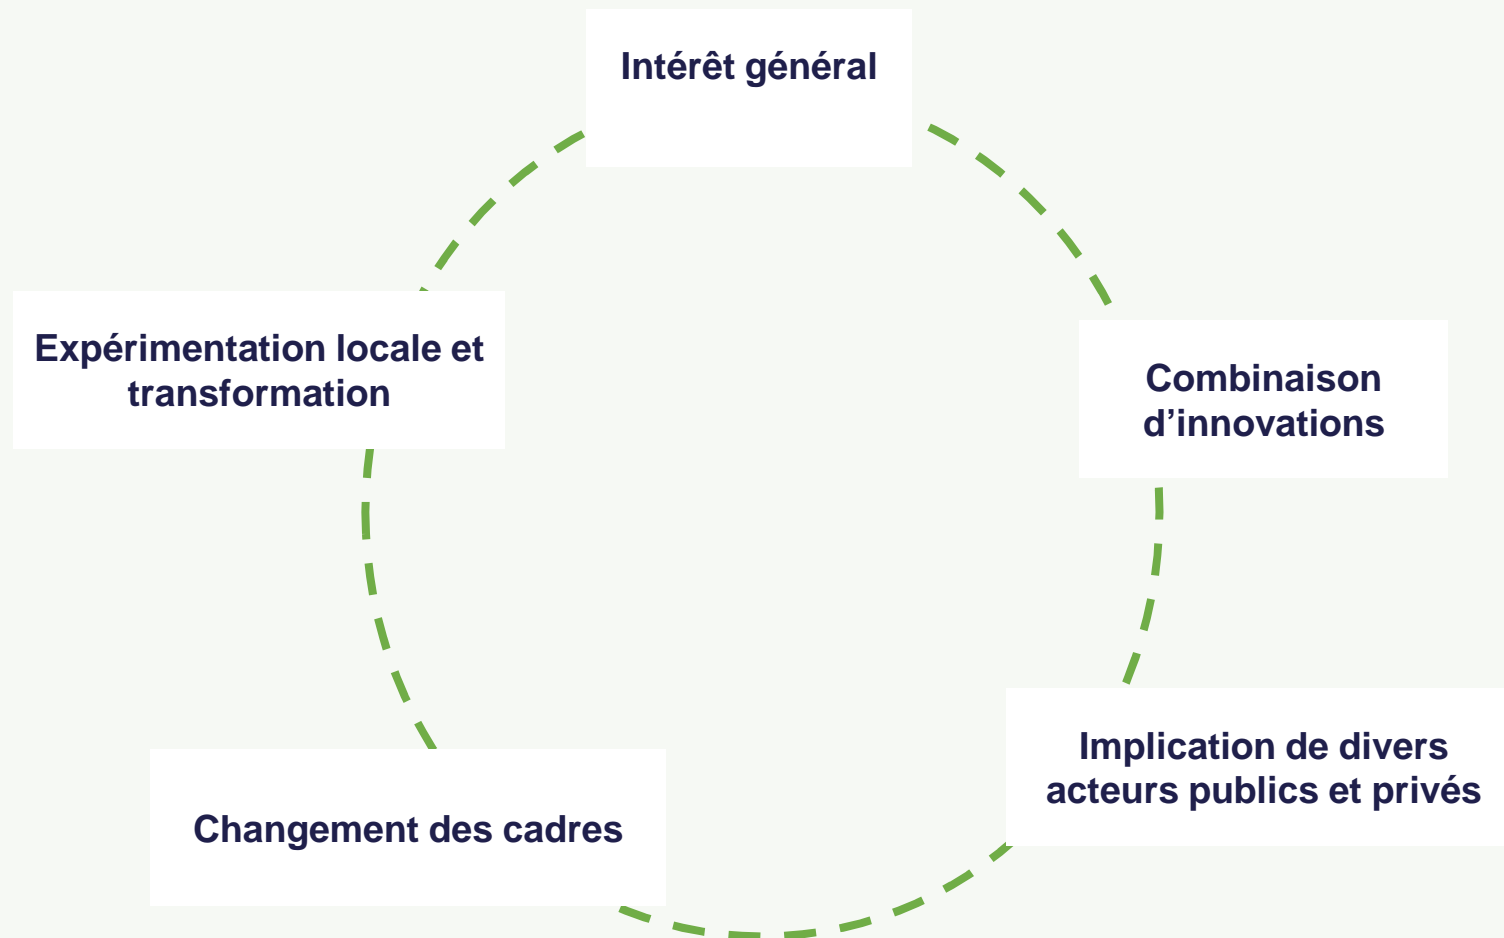 Intérêt général
Expérimentation locale et
transformation
Combinaison
d’innovations
Implication de divers
acteurs publics et privés
Changement des cadres